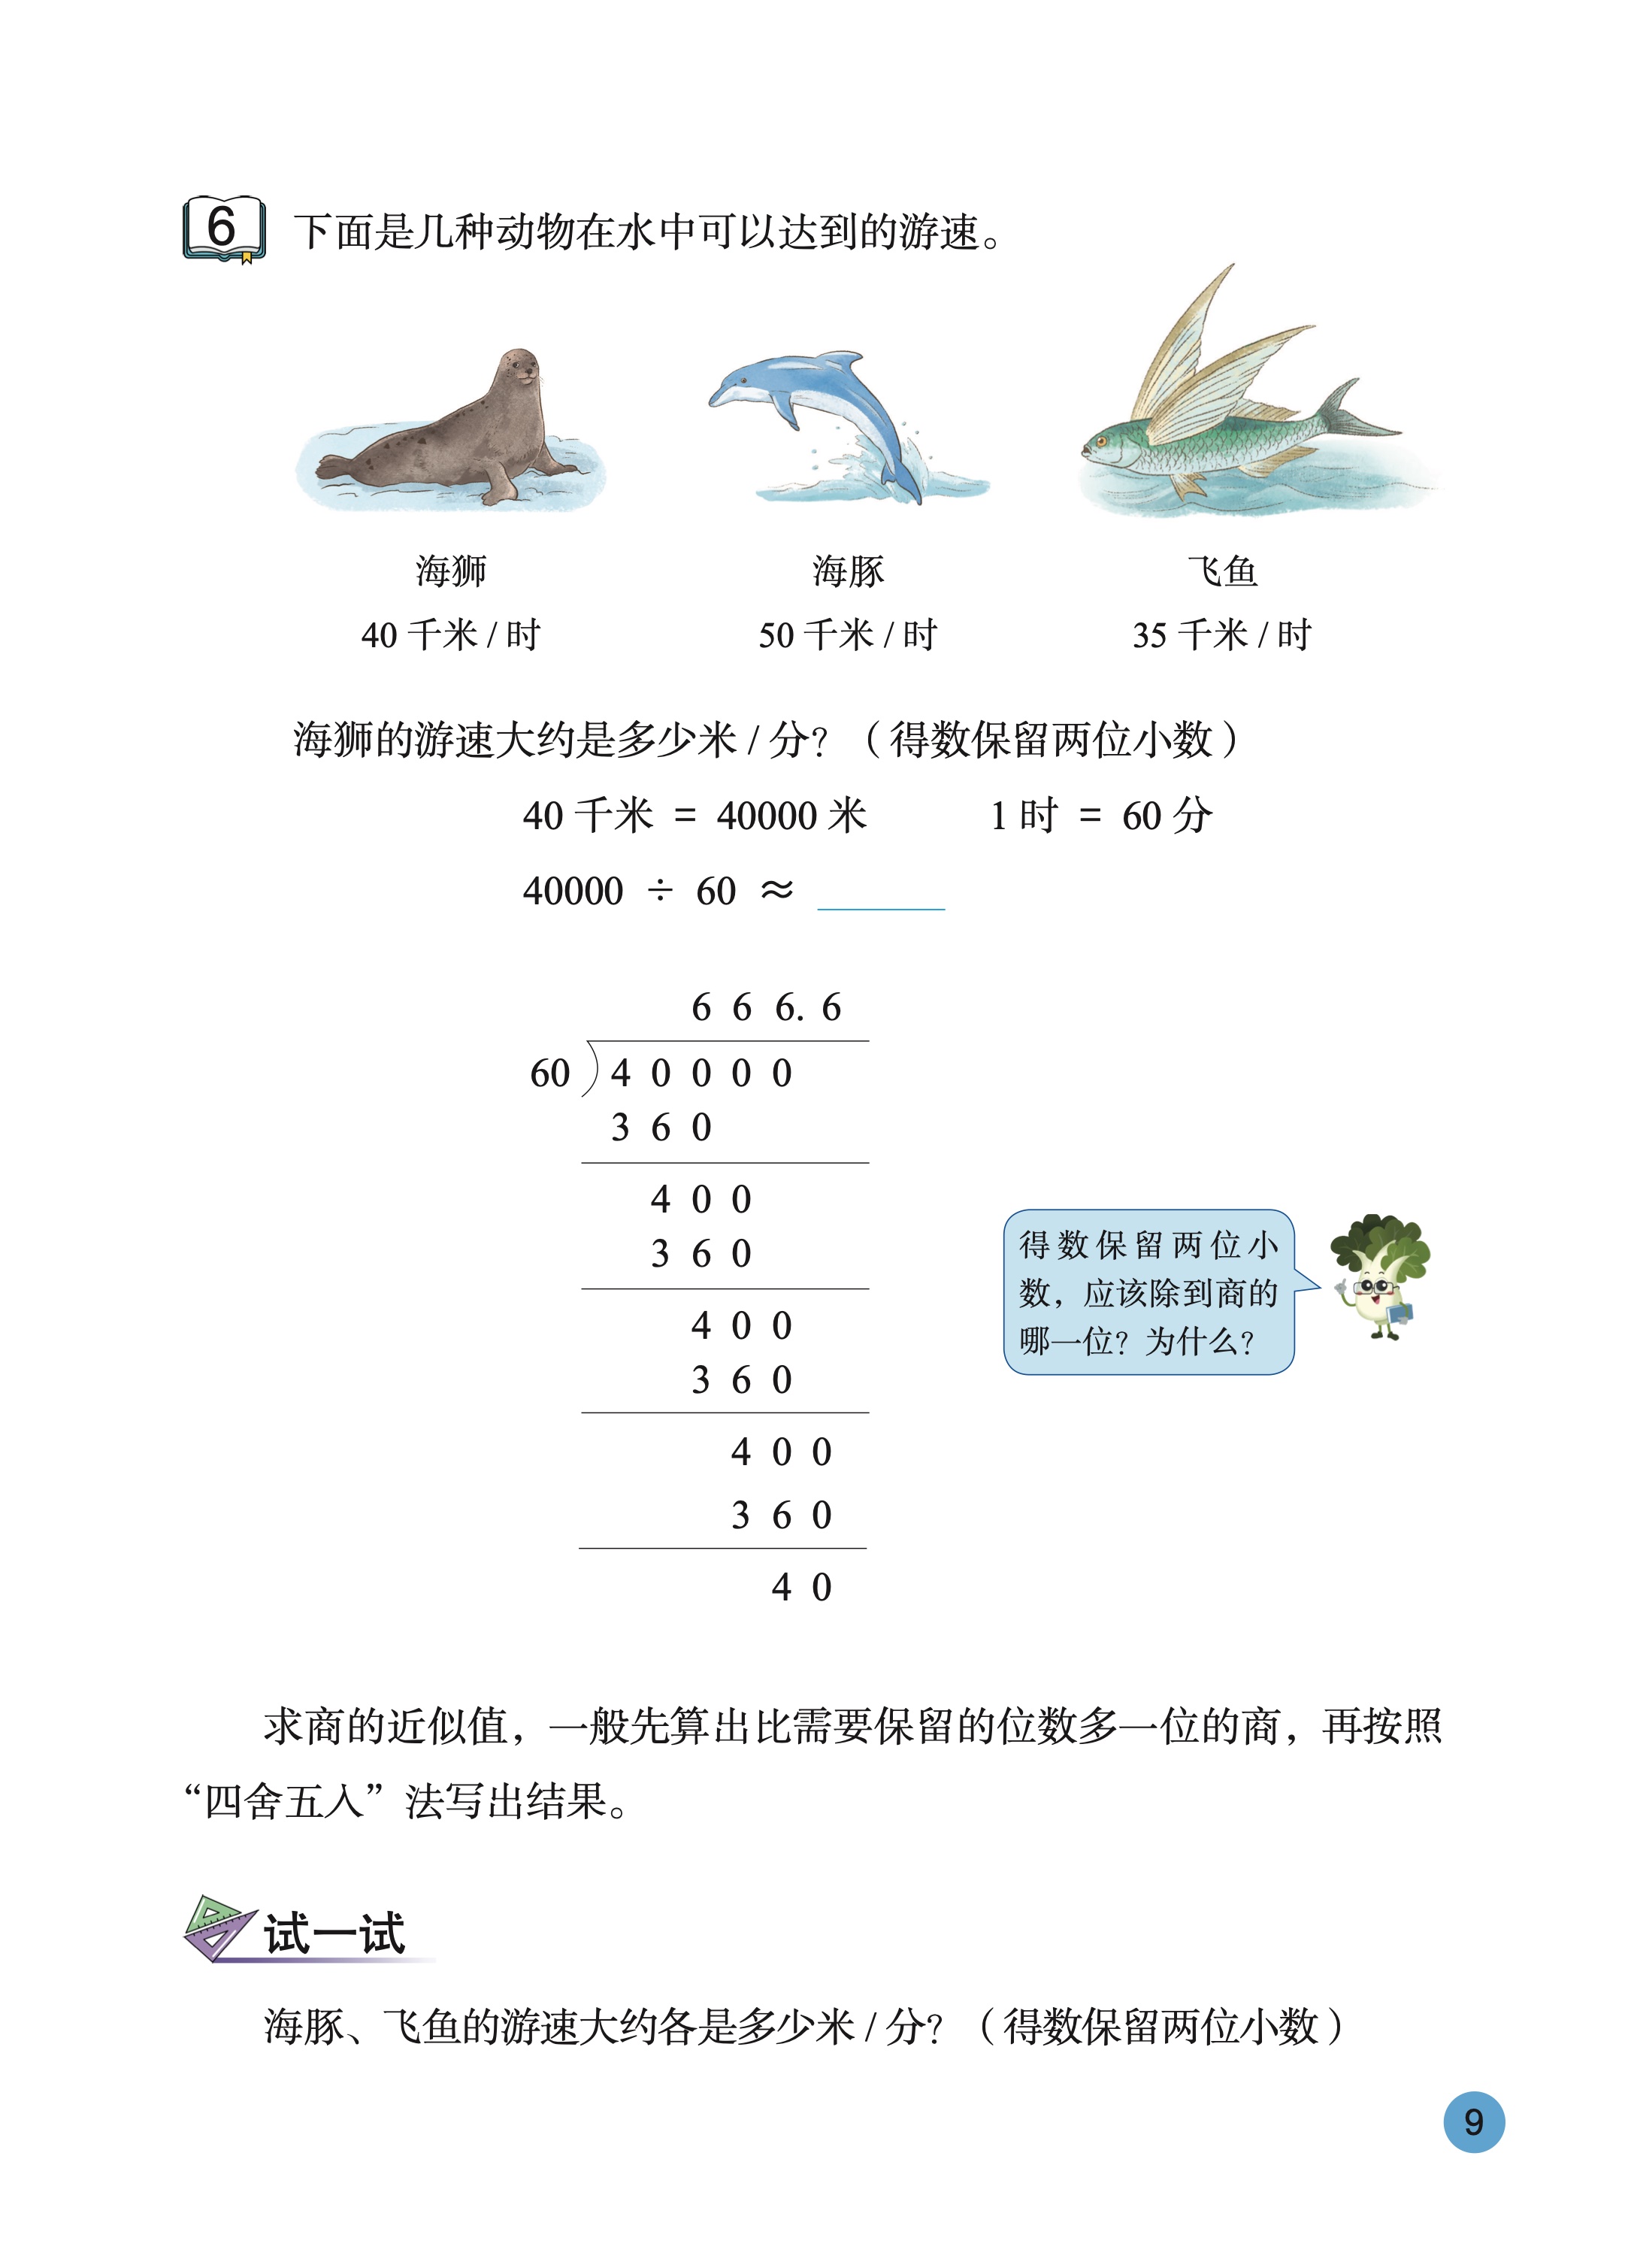 6 下面是几种动物在水中可以达到的游速。
海狮 海豚 飞鱼
40 千米 / 时 50 千米 / 时 35 千米 / 时
海狮的游速大约是多少米 / 分？（得数保留两位小数）
40 千米 = 40000 米 1 时 = 60 分
40000 ÷ 60 ≈
6 6 6. 6
60 4 0 0 0 0
3 6 0
4 0 0
3 6 0
4 0 0
3 6 0
4 0 0
3 6 0
4 0
得数保留两位小
数，应该除到商的
哪一位？为什么？
求商的近似值，一般先算出比需要保留的位数多一位的商，再按照
“四舍五入”法写出结果。
试一试
海豚、飞鱼的游速大约各是多少米 / 分？（得数保留两位小数）
9